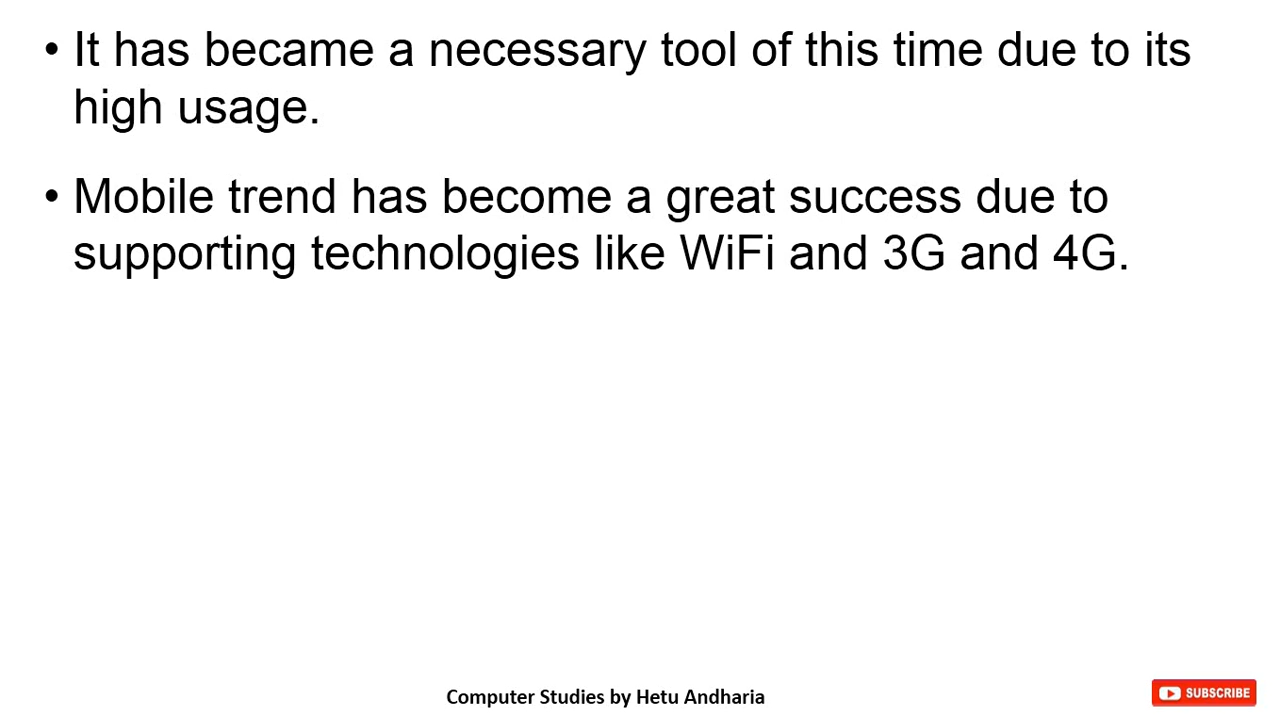 • It has became a necessary tool of this time due to its
high usage.
• Mobile trend has become a great success due to
supporting technologies like WiFi and 3G and 4G.
Computer Studies by Hetu Andharia
SUBSCRIBE